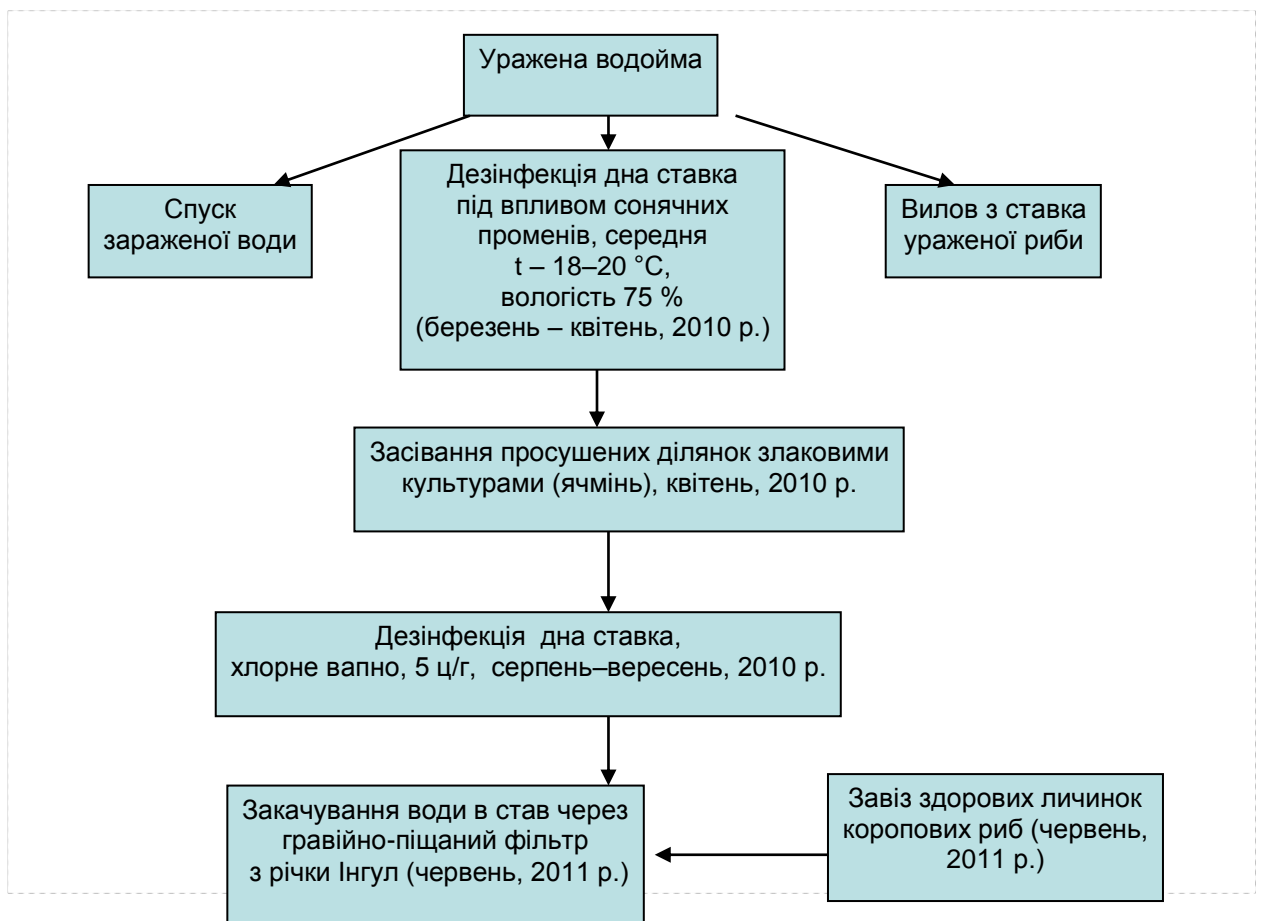 Уражена водойма
Спуск
зараженої води
Дезінфекція дна ставка
під впливом сонячних
променів, середня
t – 18–20 °С,
вологість 75 %
(березень – квітень, 2010 р.)
Вилов з ставка
ураженої риби
Засівання просушених ділянок злаковими
культурами (ячмінь), квітень, 2010 р.
Дезінфекція дна ставка,
хлорне вапно, 5 ц/г, серпень–вересень, 2010 р.
Закачування води в став через
гравійно-піщаний фільтр
з річки Інгул (червень, 2011 р.)
Завіз здорових личинок
коропових риб (червень,
2011 р.)